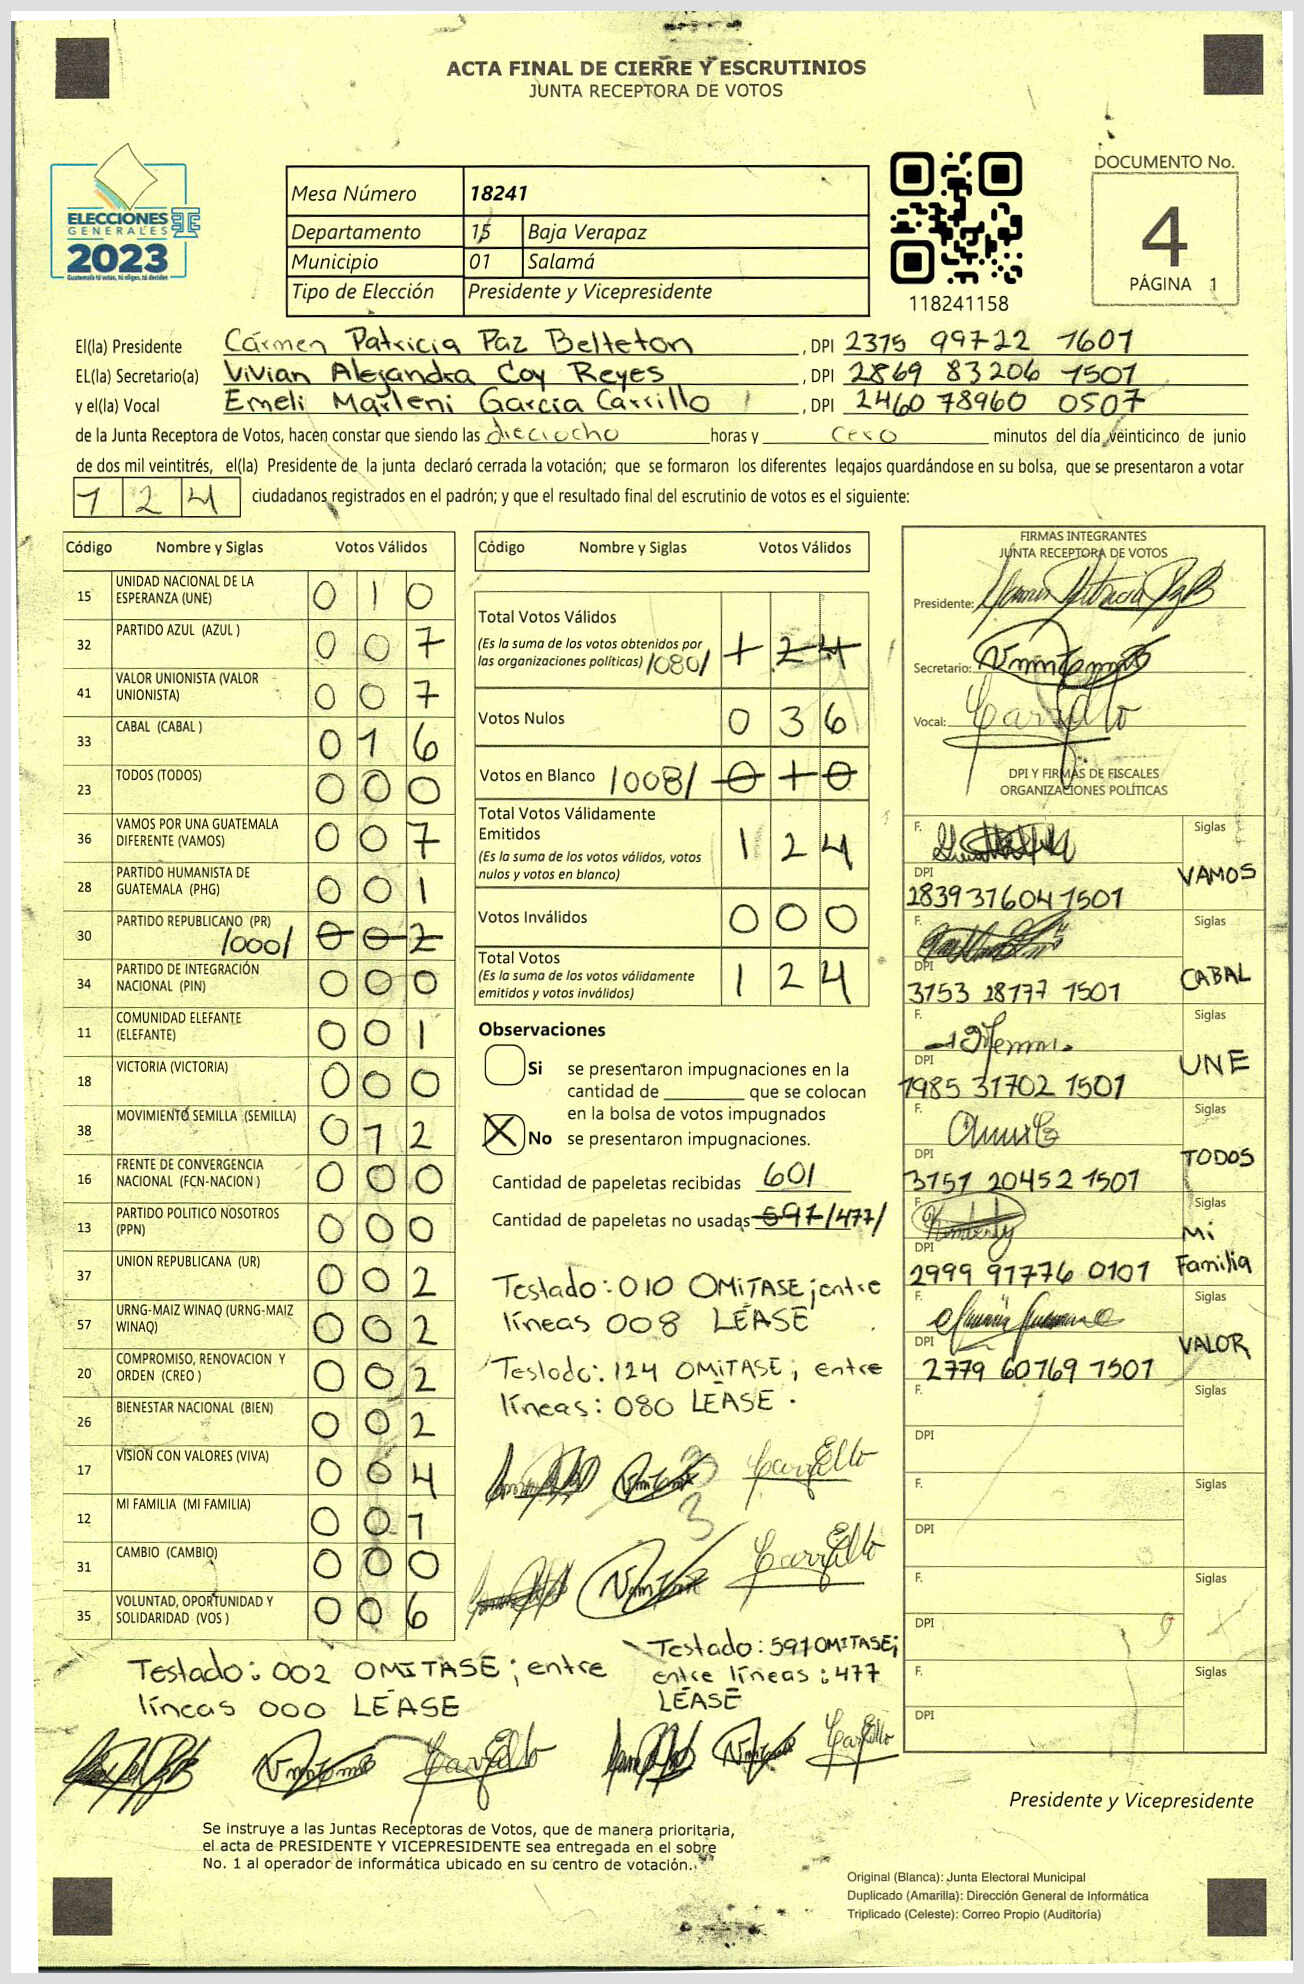 ACTA FINAL DE CIERRE Y ESCRUTINIOS
JUNTA RECEPTORA DE VOTOS
DOCUMENTO No.
4
PÁGINA 1
ELECCIONES
GENERALES
2023
Guatemala tú votas, tú eliges, tú decides
Mesa Número 18241
Departamento 15 Baja Verapaz
Municipio 01 Salamá
Tipo de Elección Presidente y Vicepresidente
118241158
El(la) Presidente Carmen Patricia Paz Belteton , DPI 2375 99722 1601
EL(la) Secretario(a) Vivian Alejandra Coy Reyes , DPI 2869 83206 1501
y el(la) Vocal Emeli Marleni García Carrillo , DPI 2460 78960 0507
de la Junta Receptora de Votos, hacen constar que siendo las dieciocho horas y cero minutos del día veinticinco de junio
de dos mil veintitrés, el(la) Presidente de la junta declaró cerrada la votación; que se formaron los diferentes legajos guardándose en su bolsa, que se presentaron a votar
1 2 4 ciudadanos registrados en el padrón; y que el resultado final del escrutinio de votos es el siguiente:
Código Nombre y Siglas Votos Válidos
15 UNIDAD NACIONAL DE LA ESPERANZA (UNE) 0 1 0
32 PARTIDO AZUL (AZUL ) 0 0 7
41 VALOR UNIONISTA (VALOR UNIONISTA) 0 0 7
33 CABAL (CABAL ) 0 1 6
23 TODOS (TODOS) 0 0 0
36 VAMOS POR UNA GUATEMALA DIFERENTE (VAMOS) 0 0 7
28 PARTIDO HUMANISTA DE GUATEMALA (PHG) 0 0 1
30 PARTIDO REPUBLICANO (PR) /000/ 0 0 2
34 PARTIDO DE INTEGRACIÓN NACIONAL (PIN) 0 0 0
11 COMUNIDAD ELEFANTE (ELEFANTE) 0 0 1
18 VICTORIA (VICTORIA) 0 0 0
38 MOVIMIENTO SEMILLA (SEMILLA) 0 1 2
16 FRENTE DE CONVERGENCIA NACIONAL (FCN-NACION ) 0 0 0
13 PARTIDO POLITICO NOSOTROS (PPN) 0 0 0
37 UNION REPUBLICANA (UR) 0 0 2
57 URNG-MAIZ WINAQ (URNG-MAIZ WINAQ) 0 0 2
20 COMPROMISO, RENOVACION Y ORDEN (CREO ) 0 0 2
26 BIENESTAR NACIONAL (BIEN) 0 0 2
17 VISION CON VALORES (VIVA) 0 0 4
12 MI FAMILIA (MI FAMILIA) 0 0 1
31 CAMBIO (CAMBIO) 0 0 0
35 VOLUNTAD, OPORTUNIDAD Y SOLIDARIDAD (VOS ) 0 0 6
Testado: 002 OMITASE; entre
líneas 000 LÉASE
Código Nombre y Siglas Votos Válidos
Total Votos Válidos
(Es la suma de los votos obtenidos por
las organizaciones políticas) /080/ 1 2 4
Votos Nulos 0 3 6
Votos en Blanco /008/ 0 1 0
Total Votos Válidamente
Emitidos 1 2 4
(Es la suma de los votos válidos, votos
nulos y votos en blanco)
Votos Inválidos 0 0 0
Total Votos
(Es la suma de los votos válidamente
emitidos y votos inválidos) 1 2 4
Observaciones
Si se presentaron impugnaciones en la
cantidad de ________ que se colocan
en la bolsa de votos impugnados
X No se presentaron impugnaciones.
Cantidad de papeletas recibidas 601
Cantidad de papeletas no usadas 597 /477/
Testado: 010 OMITASE; entre
líneas 008 LÉASE
Testado: 124 OMITASE; entre
líneas: 080 LEASE.
Testado: 597 OMITASE;
entre líneas: 477
LÉASE
FIRMAS INTEGRANTES
JUNTA RECEPTORA DE VOTOS
Presidente:
Secretario:
Vocal: Carrillo
DPI Y FIRMAS DE FISCALES
ORGANIZACIONES POLÍTICAS
F. Siglas
DPI 2839 31604 1501 VAMOS
F. Siglas
DPI 3153 28177 1501 CABAL
F. Siglas
DPI 1985 31702 1501 UNE
F. Siglas
DPI 3151 20452 1501 TODOS
F. Kimberly Siglas
DPI 2999 91776 0101 Mi Familia
F. Siglas
DPI 2779 60769 1501 VALOR
F. Siglas
DPI
F. Siglas
DPI
F. Siglas
DPI
F. Siglas
DPI
Presidente y Vicepresidente
Se instruye a las Juntas Receptoras de Votos, que de manera prioritaria,
el acta de PRESIDENTE Y VICEPRESIDENTE sea entregada en el sobre
No. 1 al operador de informática ubicado en su centro de votación.
Original (Blanca): Junta Electoral Municipal
Duplicado (Amarilla): Dirección General de Informática
Triplicado (Celeste): Correo Propio (Auditoría)